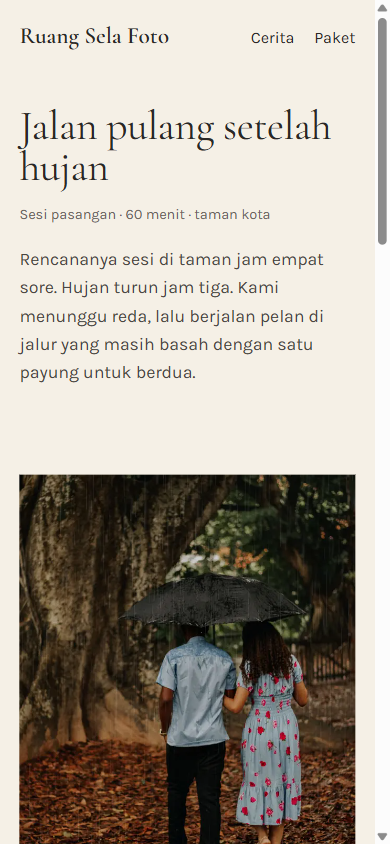 Ruang Sela Foto
Cerita
Paket
Jalan pulang setelah
hujan
Sesi pasangan · 60 menit · taman kota
Rencananya sesi di taman jam empat
sore. Hujan turun jam tiga. Kami
menunggu reda, lalu berjalan pelan di
jalur yang masih basah dengan satu
payung untuk berdua.